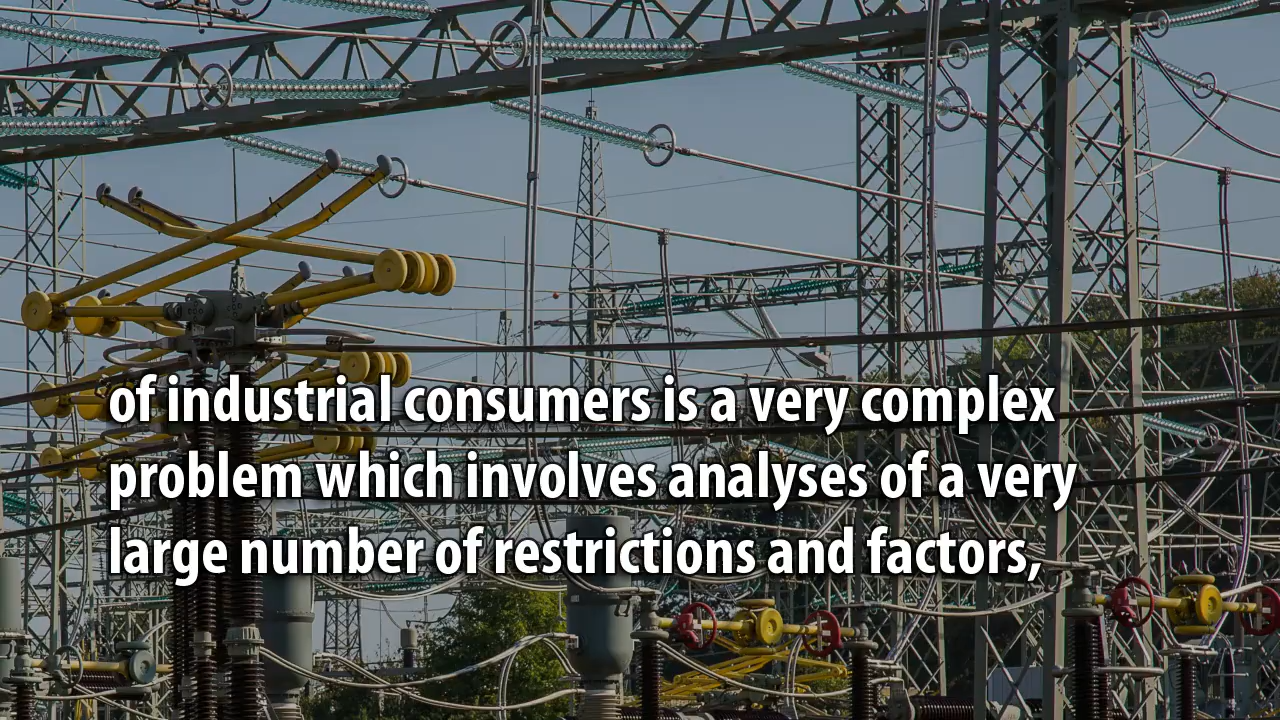 of industrial consumers is a very complex
problem which involves analyses of a very
large number of restrictions and factors,